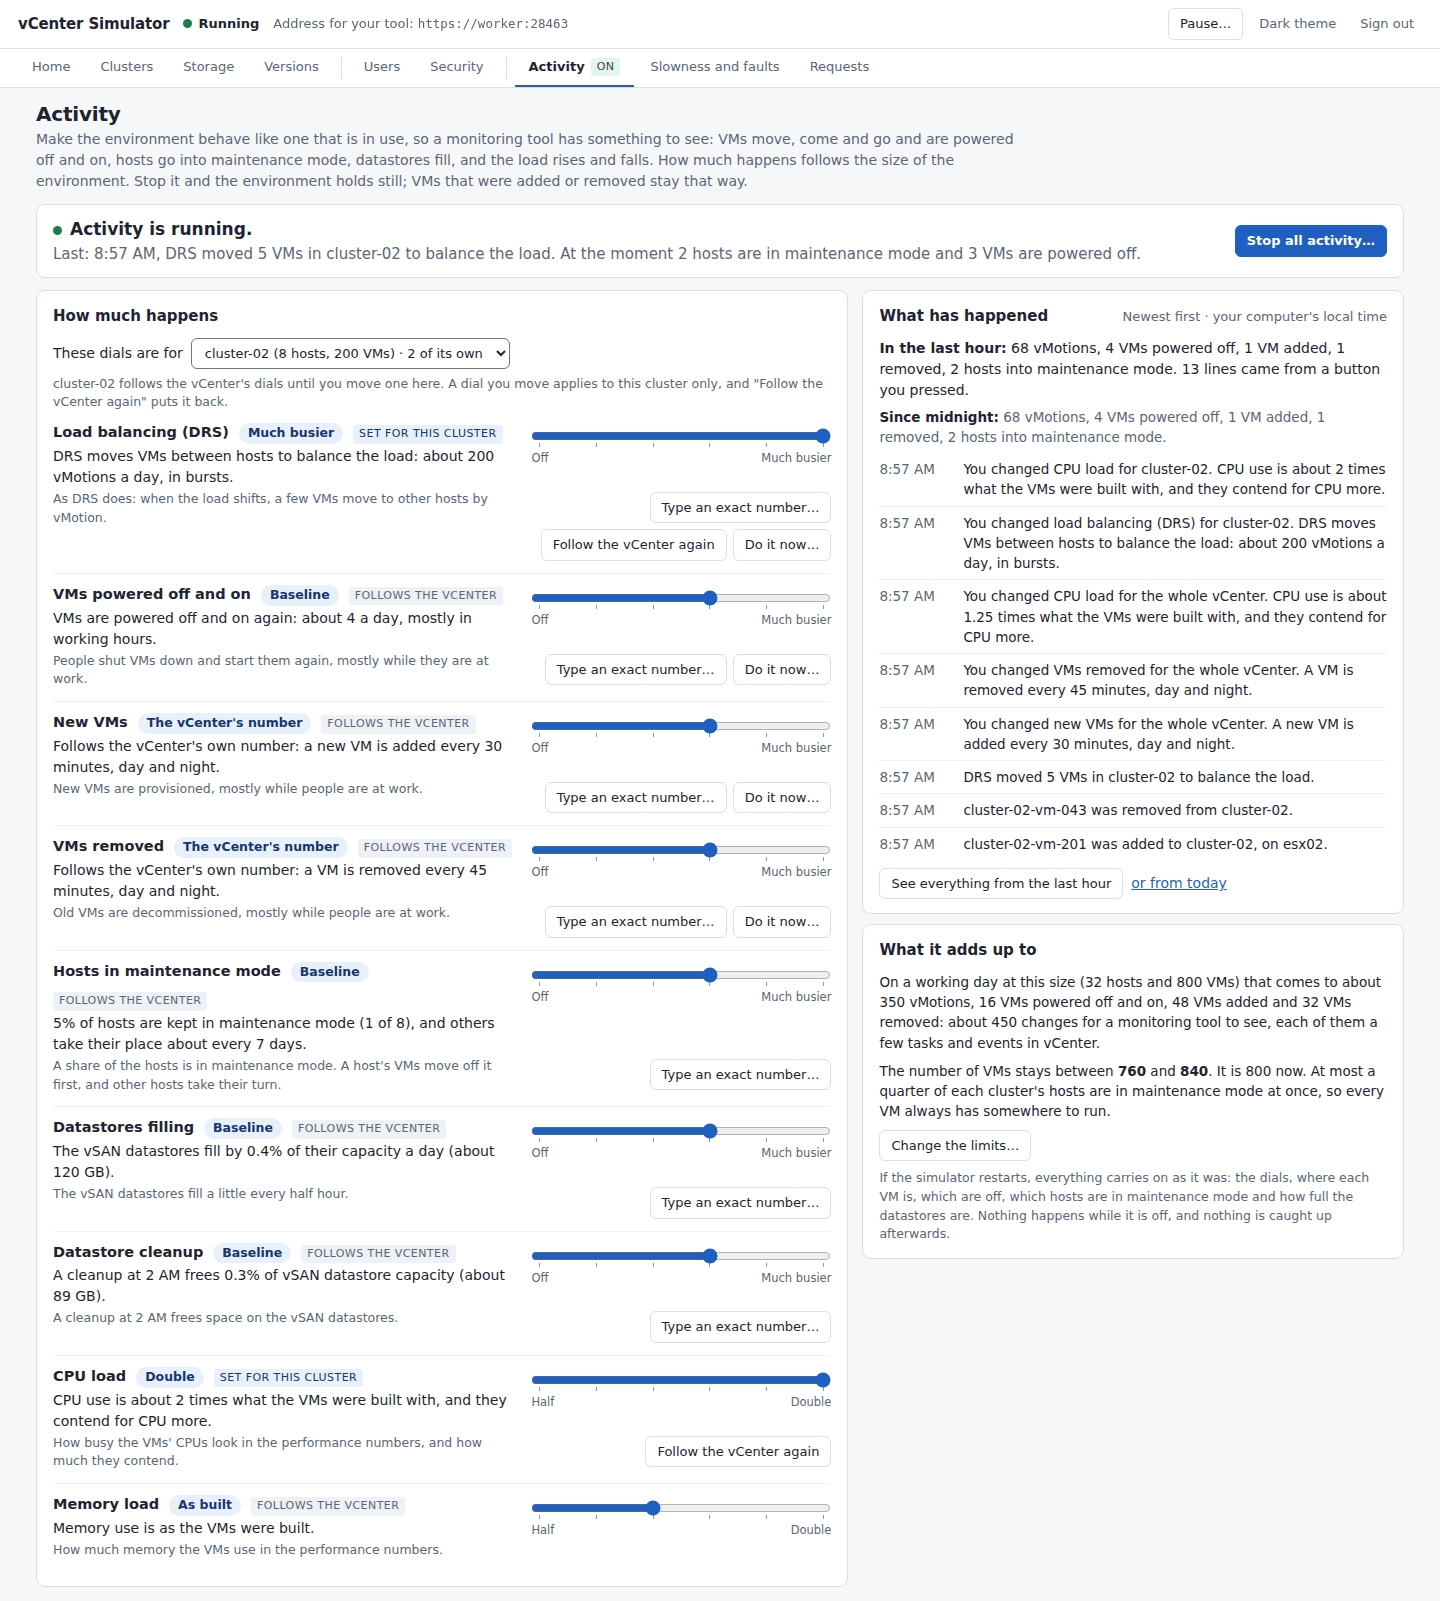 vCenter Simulator Running Address for your tool: https://worker:28463 Pause... Dark theme Sign out
Home Clusters Storage Versions Users Security Activity ON Slowness and faults Requests
Activity
Make the environment behave like one that is in use, so a monitoring tool has something to see: VMs move, come and go and are powered
off and on, hosts go into maintenance mode, datastores fill, and the load rises and falls. How much happens follows the size of the
environment. Stop it and the environment holds still; VMs that were added or removed stay that way.
Activity is running.
Last: 8:57 AM, DRS moved 5 VMs in cluster-02 to balance the load. At the moment 2 hosts are in maintenance mode and 3 VMs are powered off.
Stop all activity...
How much happens
These dials are for cluster-02 (8 hosts, 200 VMs) · 2 of its own
cluster-02 follows the vCenter's dials until you move one here. A dial you move applies to this cluster only, and "Follow the
vCenter again" puts it back.
Load balancing (DRS) Much busier SET FOR THIS CLUSTER
DRS moves VMs between hosts to balance the load: about 200
vMotions a day, in bursts.
As DRS does: when the load shifts, a few VMs move to other hosts by
vMotion.
Off Much busier
Type an exact number...
Follow the vCenter again Do it now...
VMs powered off and on Baseline FOLLOWS THE VCENTER
VMs are powered off and on again: about 4 a day, mostly in
working hours.
People shut VMs down and start them again, mostly while they are at
work.
Off Much busier
Type an exact number... Do it now...
New VMs The vCenter's number FOLLOWS THE VCENTER
Follows the vCenter's own number: a new VM is added every 30
minutes, day and night.
New VMs are provisioned, mostly while people are at work.
Off Much busier
Type an exact number... Do it now...
VMs removed The vCenter's number FOLLOWS THE VCENTER
Follows the vCenter's own number: a VM is removed every 45
minutes, day and night.
Old VMs are decommissioned, mostly while people are at work.
Off Much busier
Type an exact number... Do it now...
Hosts in maintenance mode Baseline
FOLLOWS THE VCENTER
5% of hosts are kept in maintenance mode (1 of 8), and others
take their place about every 7 days.
A share of the hosts is in maintenance mode. A host's VMs move off it
first, and other hosts take their turn.
Off Much busier
Type an exact number...
Datastores filling Baseline FOLLOWS THE VCENTER
The vSAN datastores fill by 0.4% of their capacity a day (about
120 GB).
The vSAN datastores fill a little every half hour.
Off Much busier
Type an exact number...
Datastore cleanup Baseline FOLLOWS THE VCENTER
A cleanup at 2 AM frees 0.3% of vSAN datastore capacity (about
89 GB).
A cleanup at 2 AM frees space on the vSAN datastores.
Off Much busier
Type an exact number...
CPU load Double SET FOR THIS CLUSTER
CPU use is about 2 times what the VMs were built with, and they
contend for CPU more.
How busy the VMs' CPUs look in the performance numbers, and how
much they contend.
Half Double
Follow the vCenter again
Memory load As built FOLLOWS THE VCENTER
Memory use is as the VMs were built.
How much memory the VMs use in the performance numbers.
Half Double
What has happened Newest first · your computer's local time
In the last hour: 68 vMotions, 4 VMs powered off, 1 VM added, 1
removed, 2 hosts into maintenance mode. 13 lines came from a button
you pressed.
Since midnight: 68 vMotions, 4 VMs powered off, 1 VM added, 1
removed, 2 hosts into maintenance mode.
8:57 AM You changed CPU load for cluster-02. CPU use is about 2 times
what the VMs were built with, and they contend for CPU more.
8:57 AM You changed load balancing (DRS) for cluster-02. DRS moves
VMs between hosts to balance the load: about 200 vMotions a
day, in bursts.
8:57 AM You changed CPU load for the whole vCenter. CPU use is about
1.25 times what the VMs were built with, and they contend for
CPU more.
8:57 AM You changed VMs removed for the whole vCenter. A VM is
removed every 45 minutes, day and night.
8:57 AM You changed new VMs for the whole vCenter. A new VM is
added every 30 minutes, day and night.
8:57 AM DRS moved 5 VMs in cluster-02 to balance the load.
8:57 AM cluster-02-vm-043 was removed from cluster-02.
8:57 AM cluster-02-vm-201 was added to cluster-02, on esx02.
See everything from the last hour or from today
What it adds up to
On a working day at this size (32 hosts and 800 VMs) that comes to about
350 vMotions, 16 VMs powered off and on, 48 VMs added and 32 VMs
removed: about 450 changes for a monitoring tool to see, each of them a
few tasks and events in vCenter.
The number of VMs stays between 760 and 840. It is 800 now. At most a
quarter of each cluster's hosts are in maintenance mode at once, so every
VM always has somewhere to run.
Change the limits...
If the simulator restarts, everything carries on as it was: the dials, where each
VM is, which are off, which hosts are in maintenance mode and how full the
datastores are. Nothing happens while it is off, and nothing is caught up
afterwards.